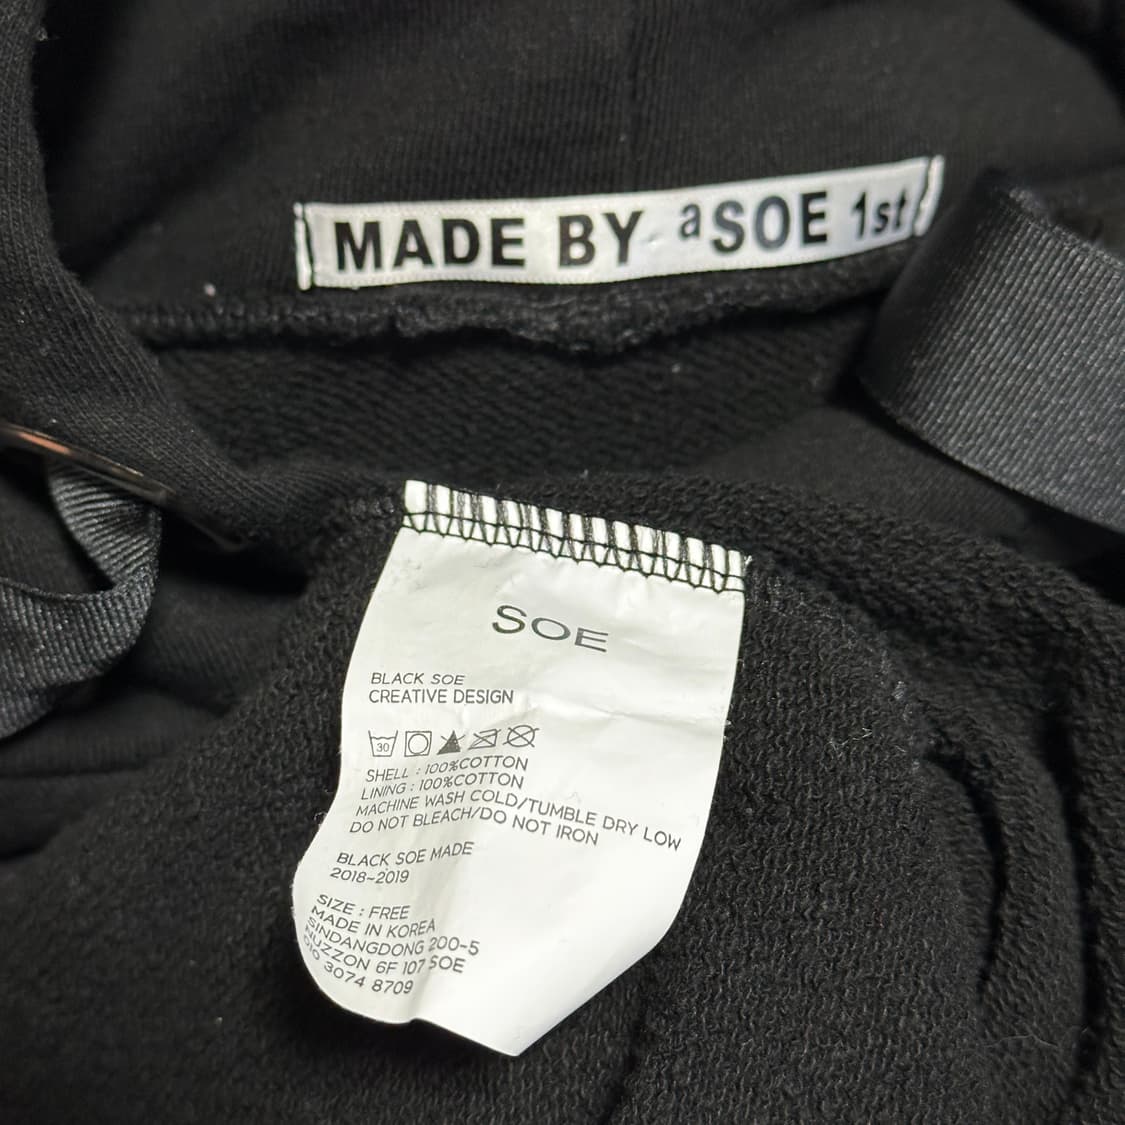 MADE BY aSOE 1st
SOE
BLACK SOE
CREATIVE DESIGN
30
SHELL : 100%COTTON
LINING : 100%COTTON
MACHINE WASH COLD/TUMBLE DRY LOW
DO NOT BLEACH/DO NOT IRON
BLACK SOE MADE
2018~2019
SIZE : FREE
MADE IN KOREA
SINDANGDONG 200-5
NUZZON 6F 107 SOE
010 3074 8709